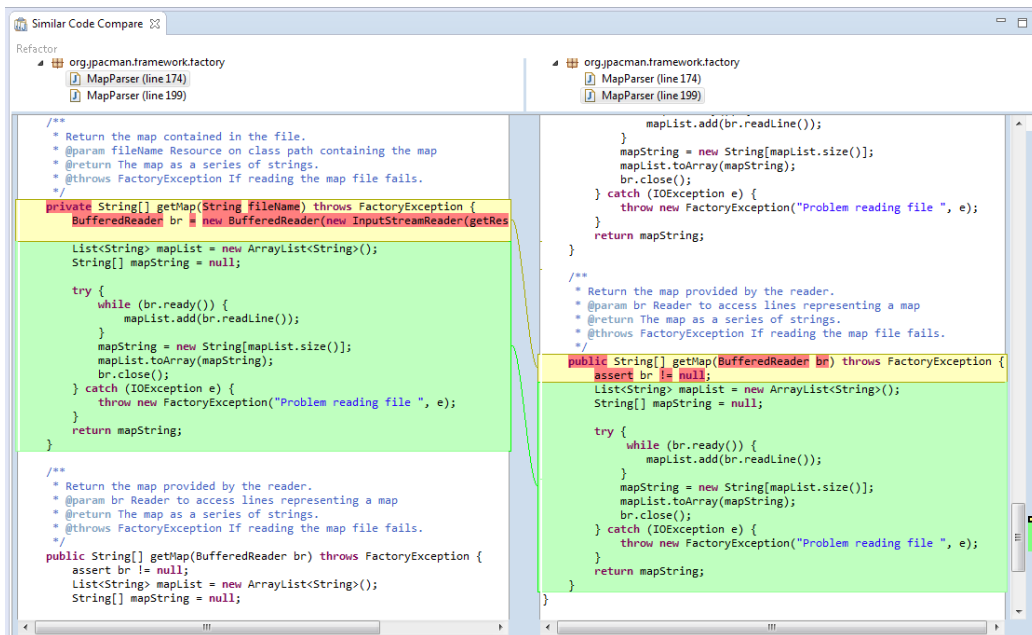 Similar Code Compare
Refactor
org.jpacman.framework.factory
MapParser (line 174)
MapParser (line 199)
/**
* Return the map contained in the file.
* @param fileName Resource on class path containing the map
* @return The map as a series of strings.
* @throws FactoryException If reading the map file fails.
*/
private String[] getMap(String fileName) throws FactoryException {
BufferedReader br = new BufferedReader(new InputStreamReader(getRes
List<String> mapList = new ArrayList<String>();
String[] mapString = null;
try {
while (br.ready()) {
mapList.add(br.readLine());
}
mapString = new String[mapList.size()];
mapList.toArray(mapString);
br.close();
} catch (IOException e) {
throw new FactoryException("Problem reading file ", e);
}
return mapString;
}
/**
* Return the map provided by the reader.
* @param br Reader to access lines representing a map
* @return The map as a series of strings.
* @throws FactoryException If reading the map file fails.
*/
public String[] getMap(BufferedReader br) throws FactoryException {
assert br != null;
List<String> mapList = new ArrayList<String>();
String[] mapString = null;
org.jpacman.framework.factory
MapParser (line 174)
MapParser (line 199)
mapList.add(br.readLine());
}
mapString = new String[mapList.size()];
mapList.toArray(mapString);
br.close();
} catch (IOException e) {
throw new FactoryException("Problem reading file ", e);
}
return mapString;
}
/**
* Return the map provided by the reader.
* @param br Reader to access lines representing a map
* @return The map as a series of strings.
* @throws FactoryException If reading the map file fails.
*/
public String[] getMap(BufferedReader br) throws FactoryException {
assert br != null;
List<String> mapList = new ArrayList<String>();
String[] mapString = null;
try {
while (br.ready()) {
mapList.add(br.readLine());
}
mapString = new String[mapList.size()];
mapList.toArray(mapString);
br.close();
} catch (IOException e) {
throw new FactoryException("Problem reading file ", e);
}
return mapString;
}
}